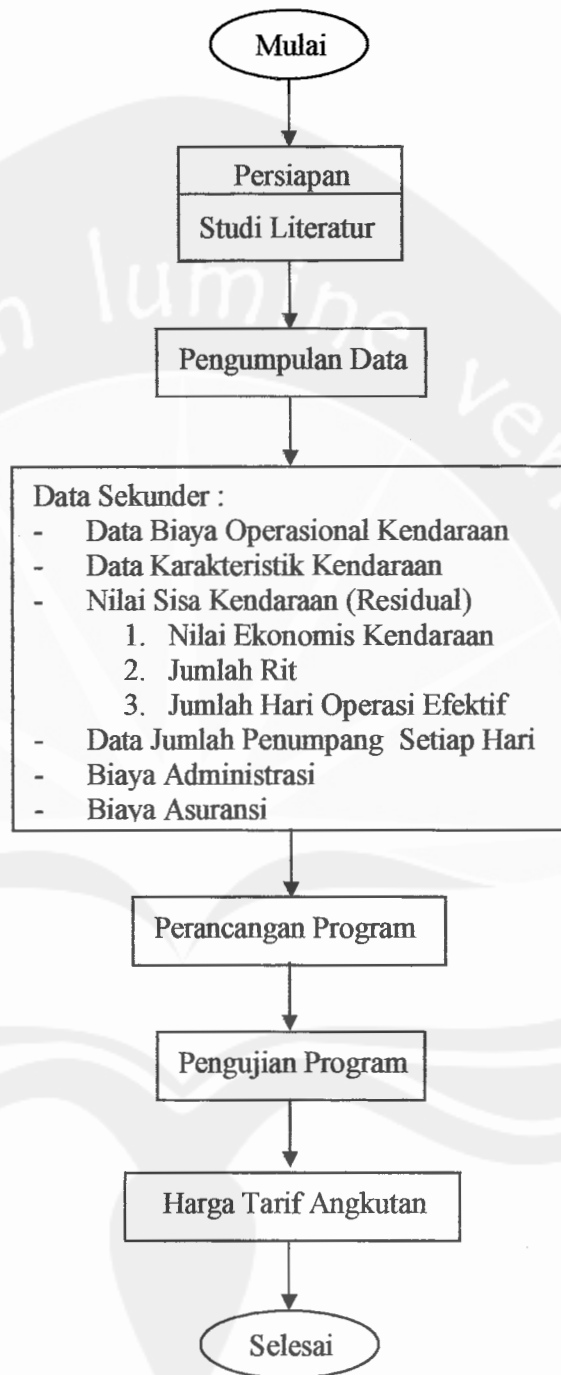 Mulai
Persiapan
Studi Literatur
lumine
Pengumpulan Data
Data Sekunder :
- Data Biaya Operasional Kendaraan
- Data Karakteristik Kendaraan
- Nilai Sisa Kendaraan (Residual)
1. Nilai Ekonomis Kendaraan
2. Jumlah Rit
3. Jumlah Hari Operasi Efektif
- Data Jumlah Penumpang Setiap Hari
- Biaya Administrasi
- Biaya Asuransi
Perancangan Program
Pengujian Program
Harga Tarif Angkutan
Selesai